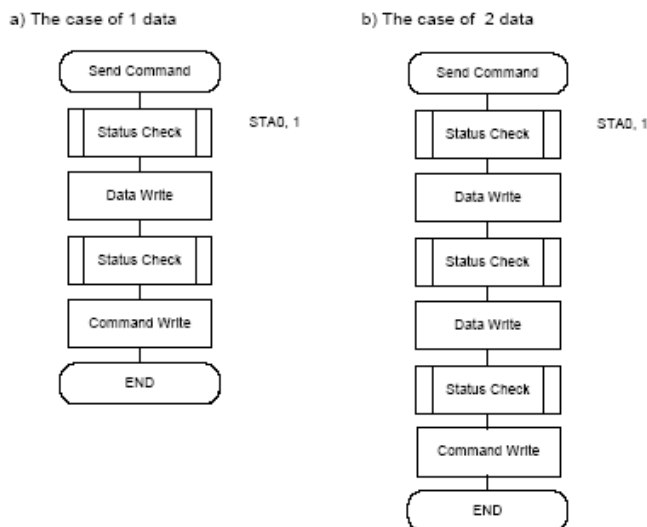 a) The case of 1 data
Send Command
Status Check
STA0, 1
Data Write
Status Check
Command Write
END
b) The case of 2 data
Send Command
Status Check
STA0, 1
Data Write
Status Check
Data Write
Status Check
Command Write
END